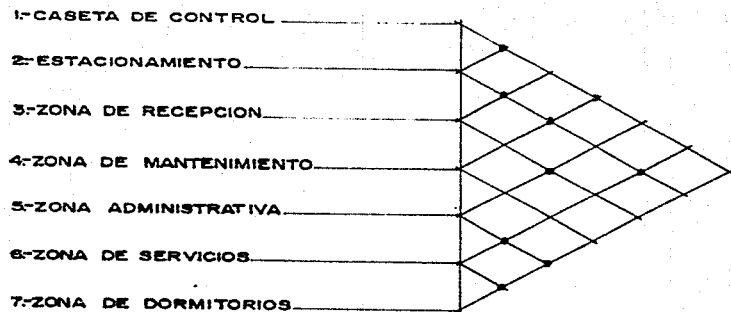 1.-CASETA DE CONTROL
2.-ESTACIONAMIENTO
3.-ZONA DE RECEPCION
4.-ZONA DE MANTENIMIENTO
5.-ZONA ADMINISTRATIVA
6.-ZONA DE SERVICIOS
7.-ZONA DE DORMITORIOS